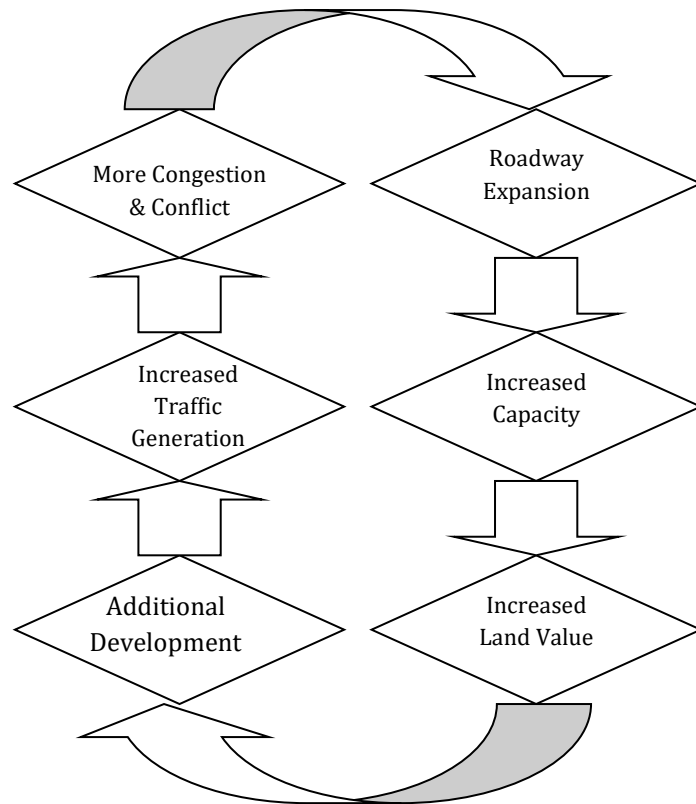 More Congestion
& Conflict
Roadway
Expansion
Increased
Traffic
Generation
Increased
Capacity
Additional
Development
Increased
Land Value